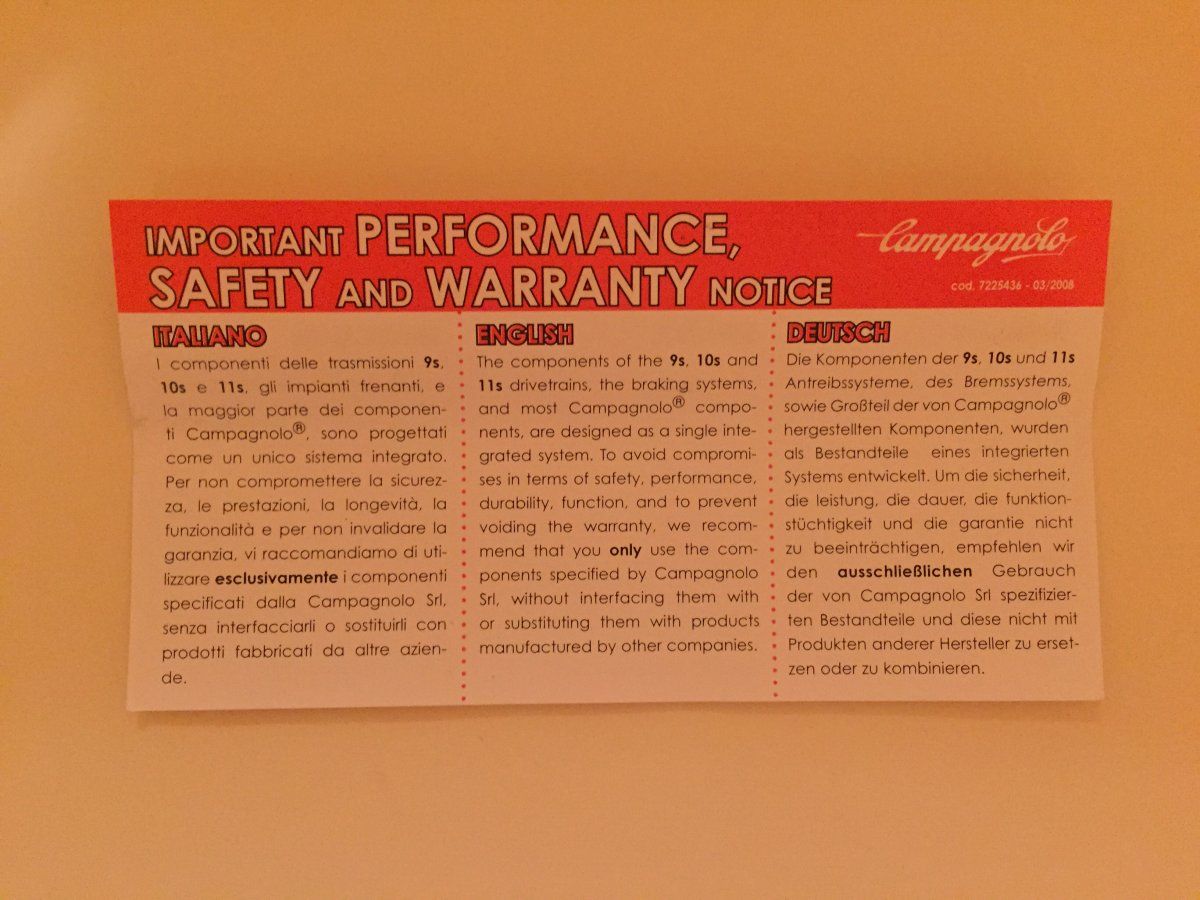 IMPORTANT PERFORMANCE,
SAFETY AND WARRANTY NOTICE
Campagnolo
cod. 7225436 - 03/2008
ITALIANO
I componenti delle trasmissioni 9s,
10s e 11s, gli impianti frenanti, e
la maggior parte dei componen-
ti Campagnolo®, sono progettati
come un unico sistema integrato.
Per non compromettere la sicurez-
za, le prestazioni, la longevità, la
funzionalità e per non invalidare la
garanzia, vi raccomandiamo di uti-
lizzare esclusivamente i componenti
specificati dalla Campagnolo Srl,
senza interfacciarli o sostituirli con
prodotti fabbricati da altre azien-
de.
ENGLISH
The components of the 9s, 10s and
11s drivetrains, the braking systems,
and most Campagnolo® compo-
nents, are designed as a single inte-
grated system. To avoid compromi-
ses in terms of safety, performance,
durability, function, and to prevent
voiding the warranty, we recom-
mend that you only use the com-
ponents specified by Campagnolo
Srl, without interfacing them with
or substituting them with products
manufactured by other companies.
DEUTSCH
Die Komponenten der 9s, 10s und 11s
Antreibssysteme, des Bremssystems,
sowie Großteil der von Campagnolo®
hergestellten Komponenten, wurden
als Bestandteile eines integrierten
Systems entwickelt. Um die sicherheit,
die leistung, die dauer, die funktion-
stüchtigkeit und die garantie nicht
zu beeinträchtigen, empfehlen wir
den ausschließlichen Gebrauch
der von Campagnolo Srl spezifizier-
ten Bestandteile und diese nicht mit
Produkten anderer Hersteller zu erset-
zen oder zu kombinieren.